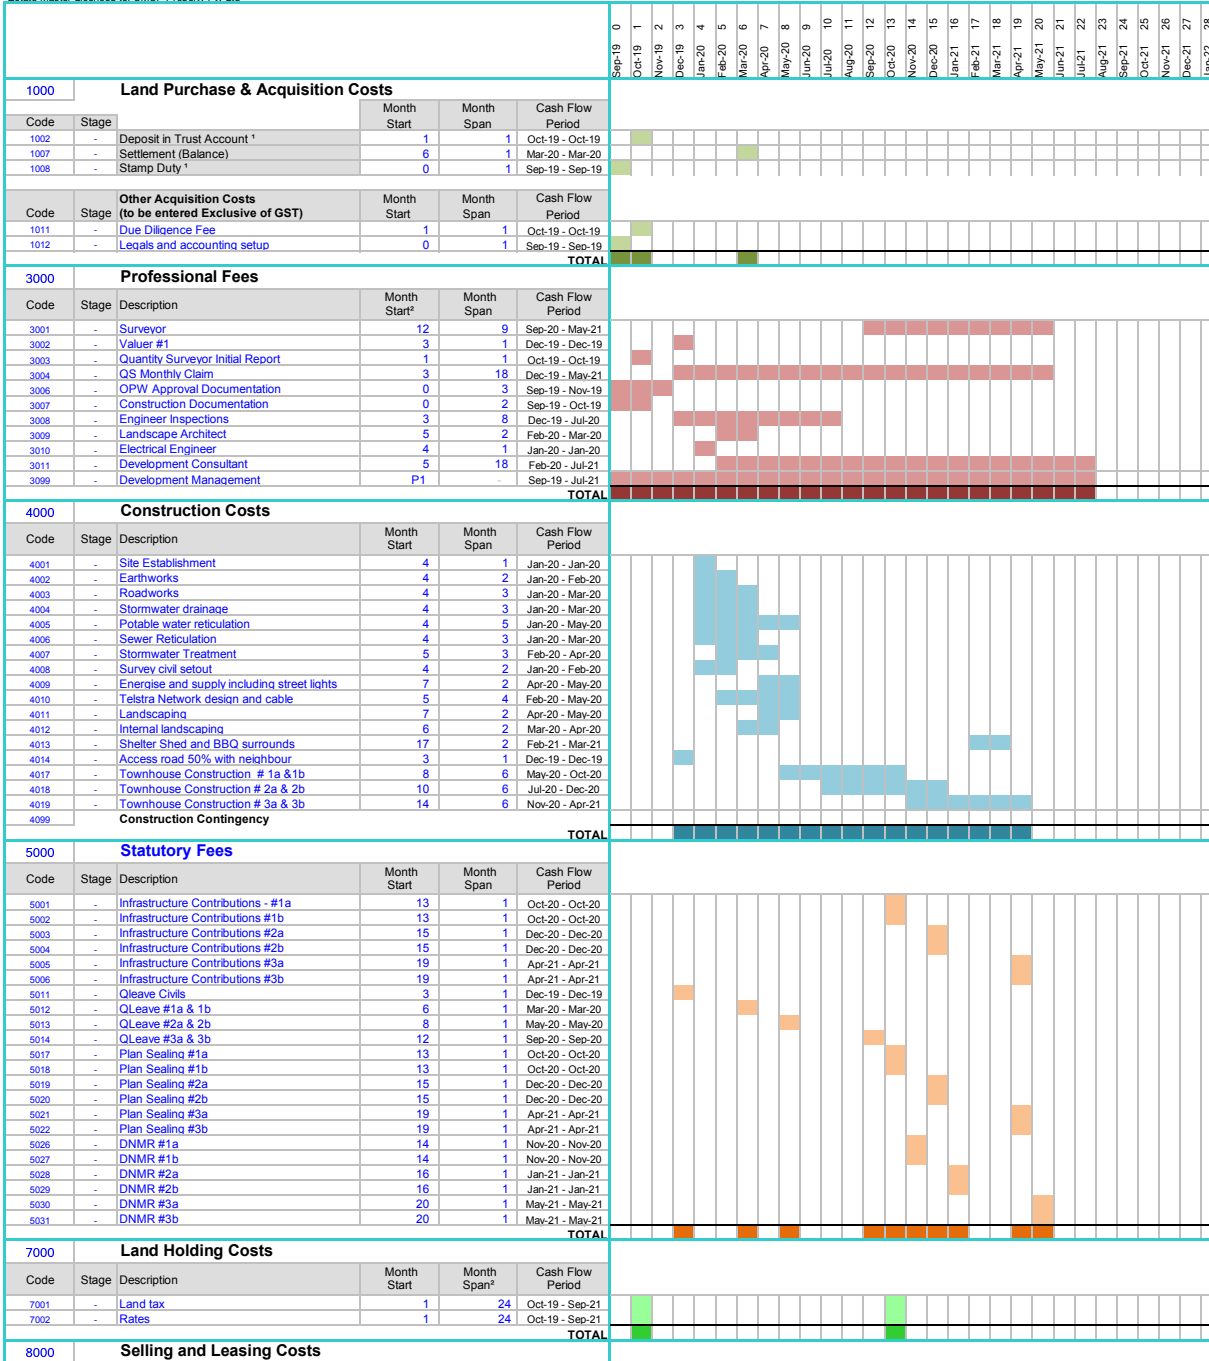 0 1 2 3 4 5 6 7 8 9 10 11 12 13 14 15 16 17 18 19 20 21 22 23 24 25 26 27 28
Sep-19 Oct-19 Nov-19 Dec-19 Jan-20 Feb-20 Mar-20 Apr-20 May-20 Jun-20 Jul-20 Aug-20 Sep-20 Oct-20 Nov-20 Dec-20 Jan-21 Feb-21 Mar-21 Apr-21 May-21 Jun-21 Jul-21 Aug-21 Sep-21 Oct-21 Nov-21 Dec-21 Jan-22
1000 Land Purchase & Acquisition Costs
Month Month Cash Flow
Code Stage Start Span Period
1002 - Deposit in Trust Account ¹ 1 1 Oct-19 - Oct-19
1007 - Settlement (Balance) 6 1 Mar-20 - Mar-20
1008 - Stamp Duty ¹ 0 1 Sep-19 - Sep-19
Other Acquisition Costs Month Month Cash Flow
Code Stage (to be entered Exclusive of GST) Start Span Period
1011 - Due Diligence Fee 1 1 Oct-19 - Oct-19
1012 - Legals and accounting setup 0 1 Sep-19 - Sep-19
TOTAL
3000 Professional Fees
Code Stage Description Month Start² Month Span Cash Flow Period
3001 - Surveyor 12 9 Sep-20 - May-21
3002 - Valuer #1 3 1 Dec-19 - Dec-19
3003 - Quantity Surveyor Initial Report 1 1 Oct-19 - Oct-19
3004 - QS Monthly Claim 3 18 Dec-19 - May-21
3006 - OPW Approval Documentation 0 3 Sep-19 - Nov-19
3007 - Construction Documentation 0 2 Sep-19 - Oct-19
3008 - Engineer Inspections 3 8 Dec-19 - Jul-20
3009 - Landscape Architect 5 2 Feb-20 - Mar-20
3010 - Electrical Engineer 4 1 Jan-20 - Jan-20
3011 - Development Consultant 5 18 Feb-20 - Jul-21
3099 - Development Management P1 - Sep-19 - Jul-21
TOTAL
4000 Construction Costs
Code Stage Description Month Start Month Span Cash Flow Period
4001 - Site Establishment 4 1 Jan-20 - Jan-20
4002 - Earthworks 4 2 Jan-20 - Feb-20
4003 - Roadworks 4 3 Jan-20 - Mar-20
4004 - Stormwater drainage 4 3 Jan-20 - Mar-20
4005 - Potable water reticulation 4 5 Jan-20 - May-20
4006 - Sewer Reticulation 4 3 Jan-20 - Mar-20
4007 - Stormwater Treatment 5 3 Feb-20 - Apr-20
4008 - Survey civil setout 4 2 Jan-20 - Feb-20
4009 - Energise and supply including street lights 7 2 Apr-20 - May-20
4010 - Telstra Network design and cable 5 4 Feb-20 - May-20
4011 - Landscaping 7 2 Apr-20 - May-20
4012 - Internal landscaping 6 2 Mar-20 - Apr-20
4013 - Shelter Shed and BBQ surrounds 17 2 Feb-21 - Mar-21
4014 - Access road 50% with neighbour 3 1 Dec-19 - Dec-19
4017 - Townhouse Construction # 1a &1b 8 6 May-20 - Oct-20
4018 - Townhouse Construction # 2a & 2b 10 6 Jul-20 - Dec-20
4019 - Townhouse Construction # 3a & 3b 14 6 Nov-20 - Apr-21
4099 Construction Contingency
TOTAL
5000 Statutory Fees
Code Stage Description Month Start Month Span Cash Flow Period
5001 - Infrastructure Contributions - #1a 13 1 Oct-20 - Oct-20
5002 - Infrastructure Contributions #1b 13 1 Oct-20 - Oct-20
5003 - Infrastructure Contributions #2a 15 1 Dec-20 - Dec-20
5004 - Infrastructure Contributions #2b 15 1 Dec-20 - Dec-20
5005 - Infrastructure Contributions #3a 19 1 Apr-21 - Apr-21
5006 - Infrastructure Contributions #3b 19 1 Apr-21 - Apr-21
5011 - Qleave Civils 3 1 Dec-19 - Dec-19
5012 - QLeave #1a & 1b 6 1 Mar-20 - Mar-20
5013 - QLeave #2a & 2b 8 1 May-20 - May-20
5014 - QLeave #3a & 3b 12 1 Sep-20 - Sep-20
5017 - Plan Sealing #1a 13 1 Oct-20 - Oct-20
5018 - Plan Sealing #1b 13 1 Oct-20 - Oct-20
5019 - Plan Sealing #2a 15 1 Dec-20 - Dec-20
5020 - Plan Sealing #2b 15 1 Dec-20 - Dec-20
5021 - Plan Sealing #3a 19 1 Apr-21 - Apr-21
5022 - Plan Sealing #3b 19 1 Apr-21 - Apr-21
5026 - DNMR #1a 14 1 Nov-20 - Nov-20
5027 - DNMR #1b 14 1 Nov-20 - Nov-20
5028 - DNMR #2a 16 1 Jan-21 - Jan-21
5029 - DNMR #2b 16 1 Jan-21 - Jan-21
5030 - DNMR #3a 20 1 May-21 - May-21
5031 - DNMR #3b 20 1 May-21 - May-21
TOTAL
7000 Land Holding Costs
Code Stage Description Month Start Month Span² Cash Flow Period
7001 - Land tax 1 24 Oct-19 - Sep-21
7002 - Rates 1 24 Oct-19 - Sep-21
TOTAL
8000 Selling and Leasing Costs